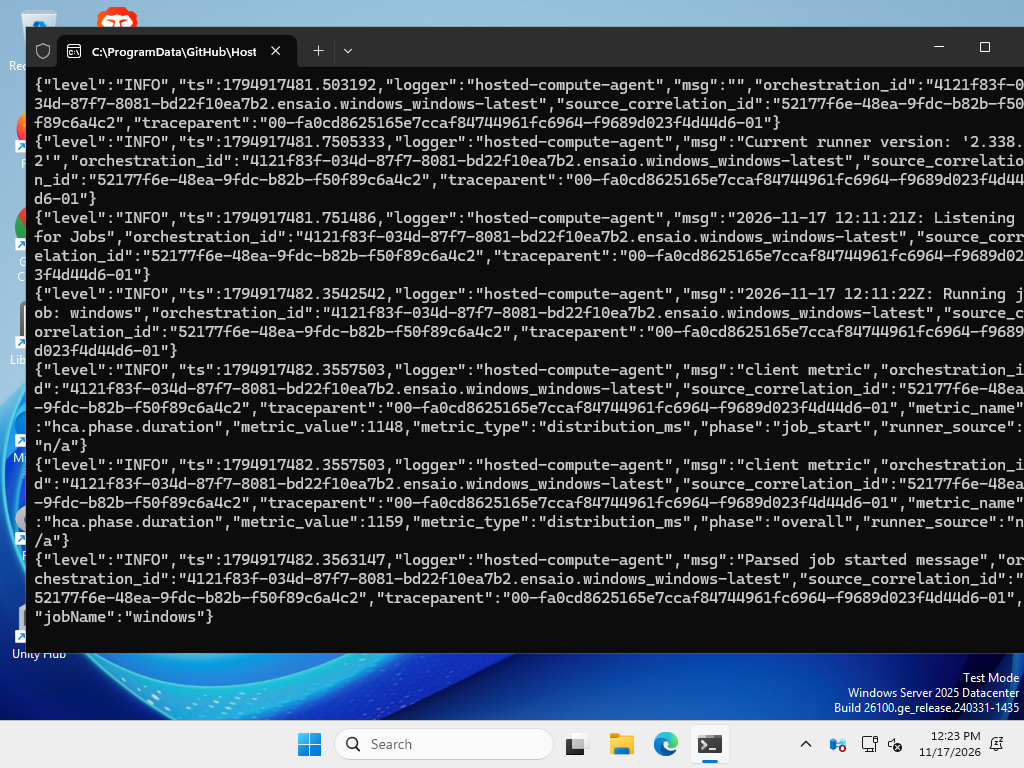 C:\ProgramData\GitHub\Host
{"level":"INFO","ts":1794917481.503192,"logger":"hosted-compute-agent","msg":"","orchestration_id":"4121f83f-0
34d-87f7-8081-bd22f10ea7b2.ensaio.windows_windows-latest","source_correlation_id":"52177f6e-48ea-9fdc-b82b-f50
f89c6a4c2","traceparent":"00-fa0cd8625165e7ccaf84744961fc6964-f9689d023f4d44d6-01"}
{"level":"INFO","ts":1794917481.7505333,"logger":"hosted-compute-agent","msg":"Current runner version: '2.338.
2'","orchestration_id":"4121f83f-034d-87f7-8081-bd22f10ea7b2.ensaio.windows_windows-latest","source_correlatio
n_id":"52177f6e-48ea-9fdc-b82b-f50f89c6a4c2","traceparent":"00-fa0cd8625165e7ccaf84744961fc6964-f9689d023f4d44
d6-01"}
{"level":"INFO","ts":1794917481.751486,"logger":"hosted-compute-agent","msg":"2026-11-17 12:11:21Z: Listening
for Jobs","orchestration_id":"4121f83f-034d-87f7-8081-bd22f10ea7b2.ensaio.windows_windows-latest","source_corr
elation_id":"52177f6e-48ea-9fdc-b82b-f50f89c6a4c2","traceparent":"00-fa0cd8625165e7ccaf84744961fc6964-f9689d02
3f4d44d6-01"}
{"level":"INFO","ts":1794917482.3542542,"logger":"hosted-compute-agent","msg":"2026-11-17 12:11:22Z: Running j
ob: windows","orchestration_id":"4121f83f-034d-87f7-8081-bd22f10ea7b2.ensaio.windows_windows-latest","source_c
orrelation_id":"52177f6e-48ea-9fdc-b82b-f50f89c6a4c2","traceparent":"00-fa0cd8625165e7ccaf84744961fc6964-f9689
d023f4d44d6-01"}
{"level":"INFO","ts":1794917482.3557503,"logger":"hosted-compute-agent","msg":"client metric","orchestration_i
d":"4121f83f-034d-87f7-8081-bd22f10ea7b2.ensaio.windows_windows-latest","source_correlation_id":"52177f6e-48ea
-9fdc-b82b-f50f89c6a4c2","traceparent":"00-fa0cd8625165e7ccaf84744961fc6964-f9689d023f4d44d6-01","metric_name"
:"hca.phase.duration","metric_value":1148,"metric_type":"distribution_ms","phase":"job_start","runner_source":
"n/a"}
{"level":"INFO","ts":1794917482.3557503,"logger":"hosted-compute-agent","msg":"client metric","orchestration_i
d":"4121f83f-034d-87f7-8081-bd22f10ea7b2.ensaio.windows_windows-latest","source_correlation_id":"52177f6e-48ea
-9fdc-b82b-f50f89c6a4c2","traceparent":"00-fa0cd8625165e7ccaf84744961fc6964-f9689d023f4d44d6-01","metric_name"
:"hca.phase.duration","metric_value":1159,"metric_type":"distribution_ms","phase":"overall","runner_source":"n
/a"}
{"level":"INFO","ts":1794917482.3563147,"logger":"hosted-compute-agent","msg":"Parsed job started message","or
chestration_id":"4121f83f-034d-87f7-8081-bd22f10ea7b2.ensaio.windows_windows-latest","source_correlation_id":"
52177f6e-48ea-9fdc-b82b-f50f89c6a4c2","traceparent":"00-fa0cd8625165e7ccaf84744961fc6964-f9689d023f4d44d6-01",
"jobName":"windows"}
Unity Hub
Test Mode
Windows Server 2025 Datacenter
Build 26100.ge_release.240331-1435
Search
12:23 PM
11/17/2026